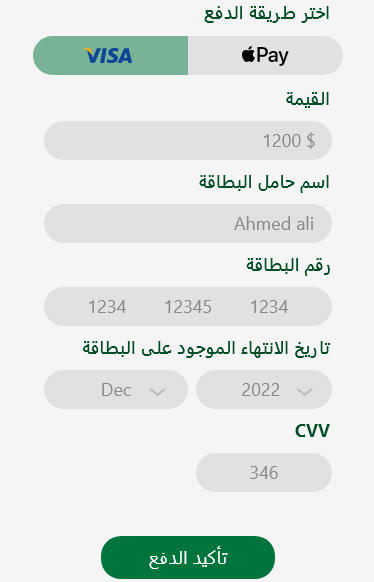 اختر طريقة الدفع
VISA Pay
القيمة
1200 $
اسم حامل البطاقة
Ahmed ali
رقم البطاقة
1234 12345 1234
تاريخ الانتهاء الموجود على البطاقة
Dec 2022
CVV
346
تأكيد الدفع